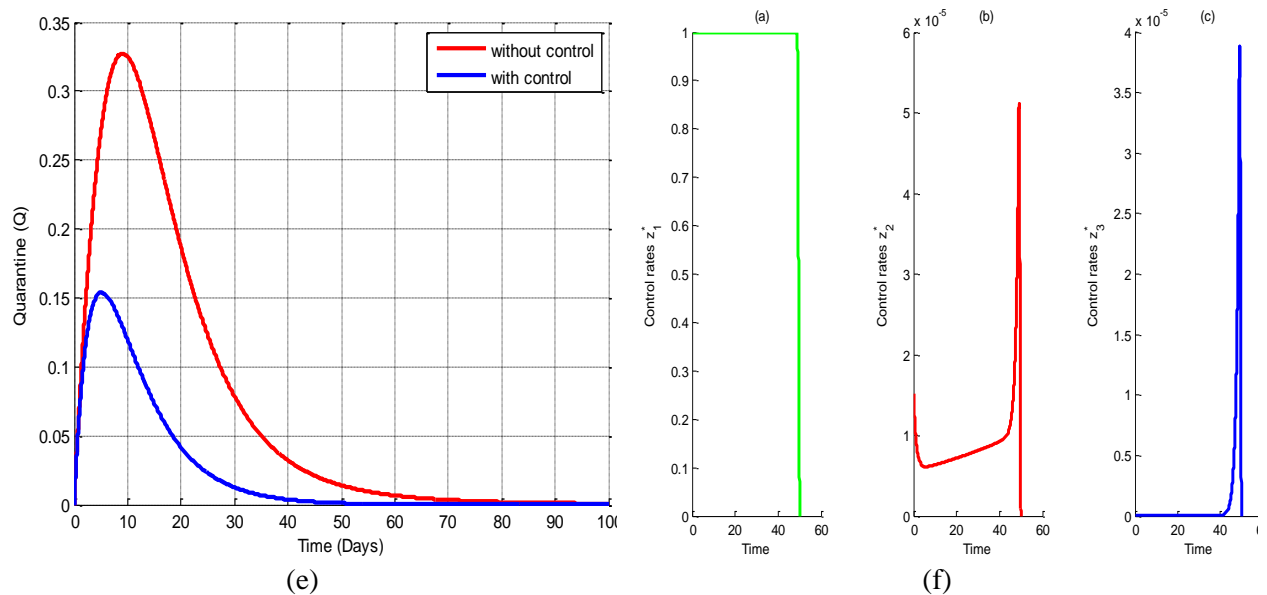 0.35
0.3
0.25
0.2
0.15
0.1
0.05
0
Quarantine (Q)
without control
with control
0 10 20 30 40 50 60 70 80 90 100
Time (Days)
(e)
(a)
1
0.9
0.8
0.7
0.6
0.5
0.4
0.3
0.2
0.1
0
Control rates z₁*
0 20 40 60
Time
(b)
x 10⁻⁵
6
5
4
3
2
1
0
Control rates z₂*
0 20 40 60
Time
(c)
x 10⁻⁵
4
3.5
3
2.5
2
1.5
1
0.5
0
Control rates z₃*
0 20 40 6
Time
(f)